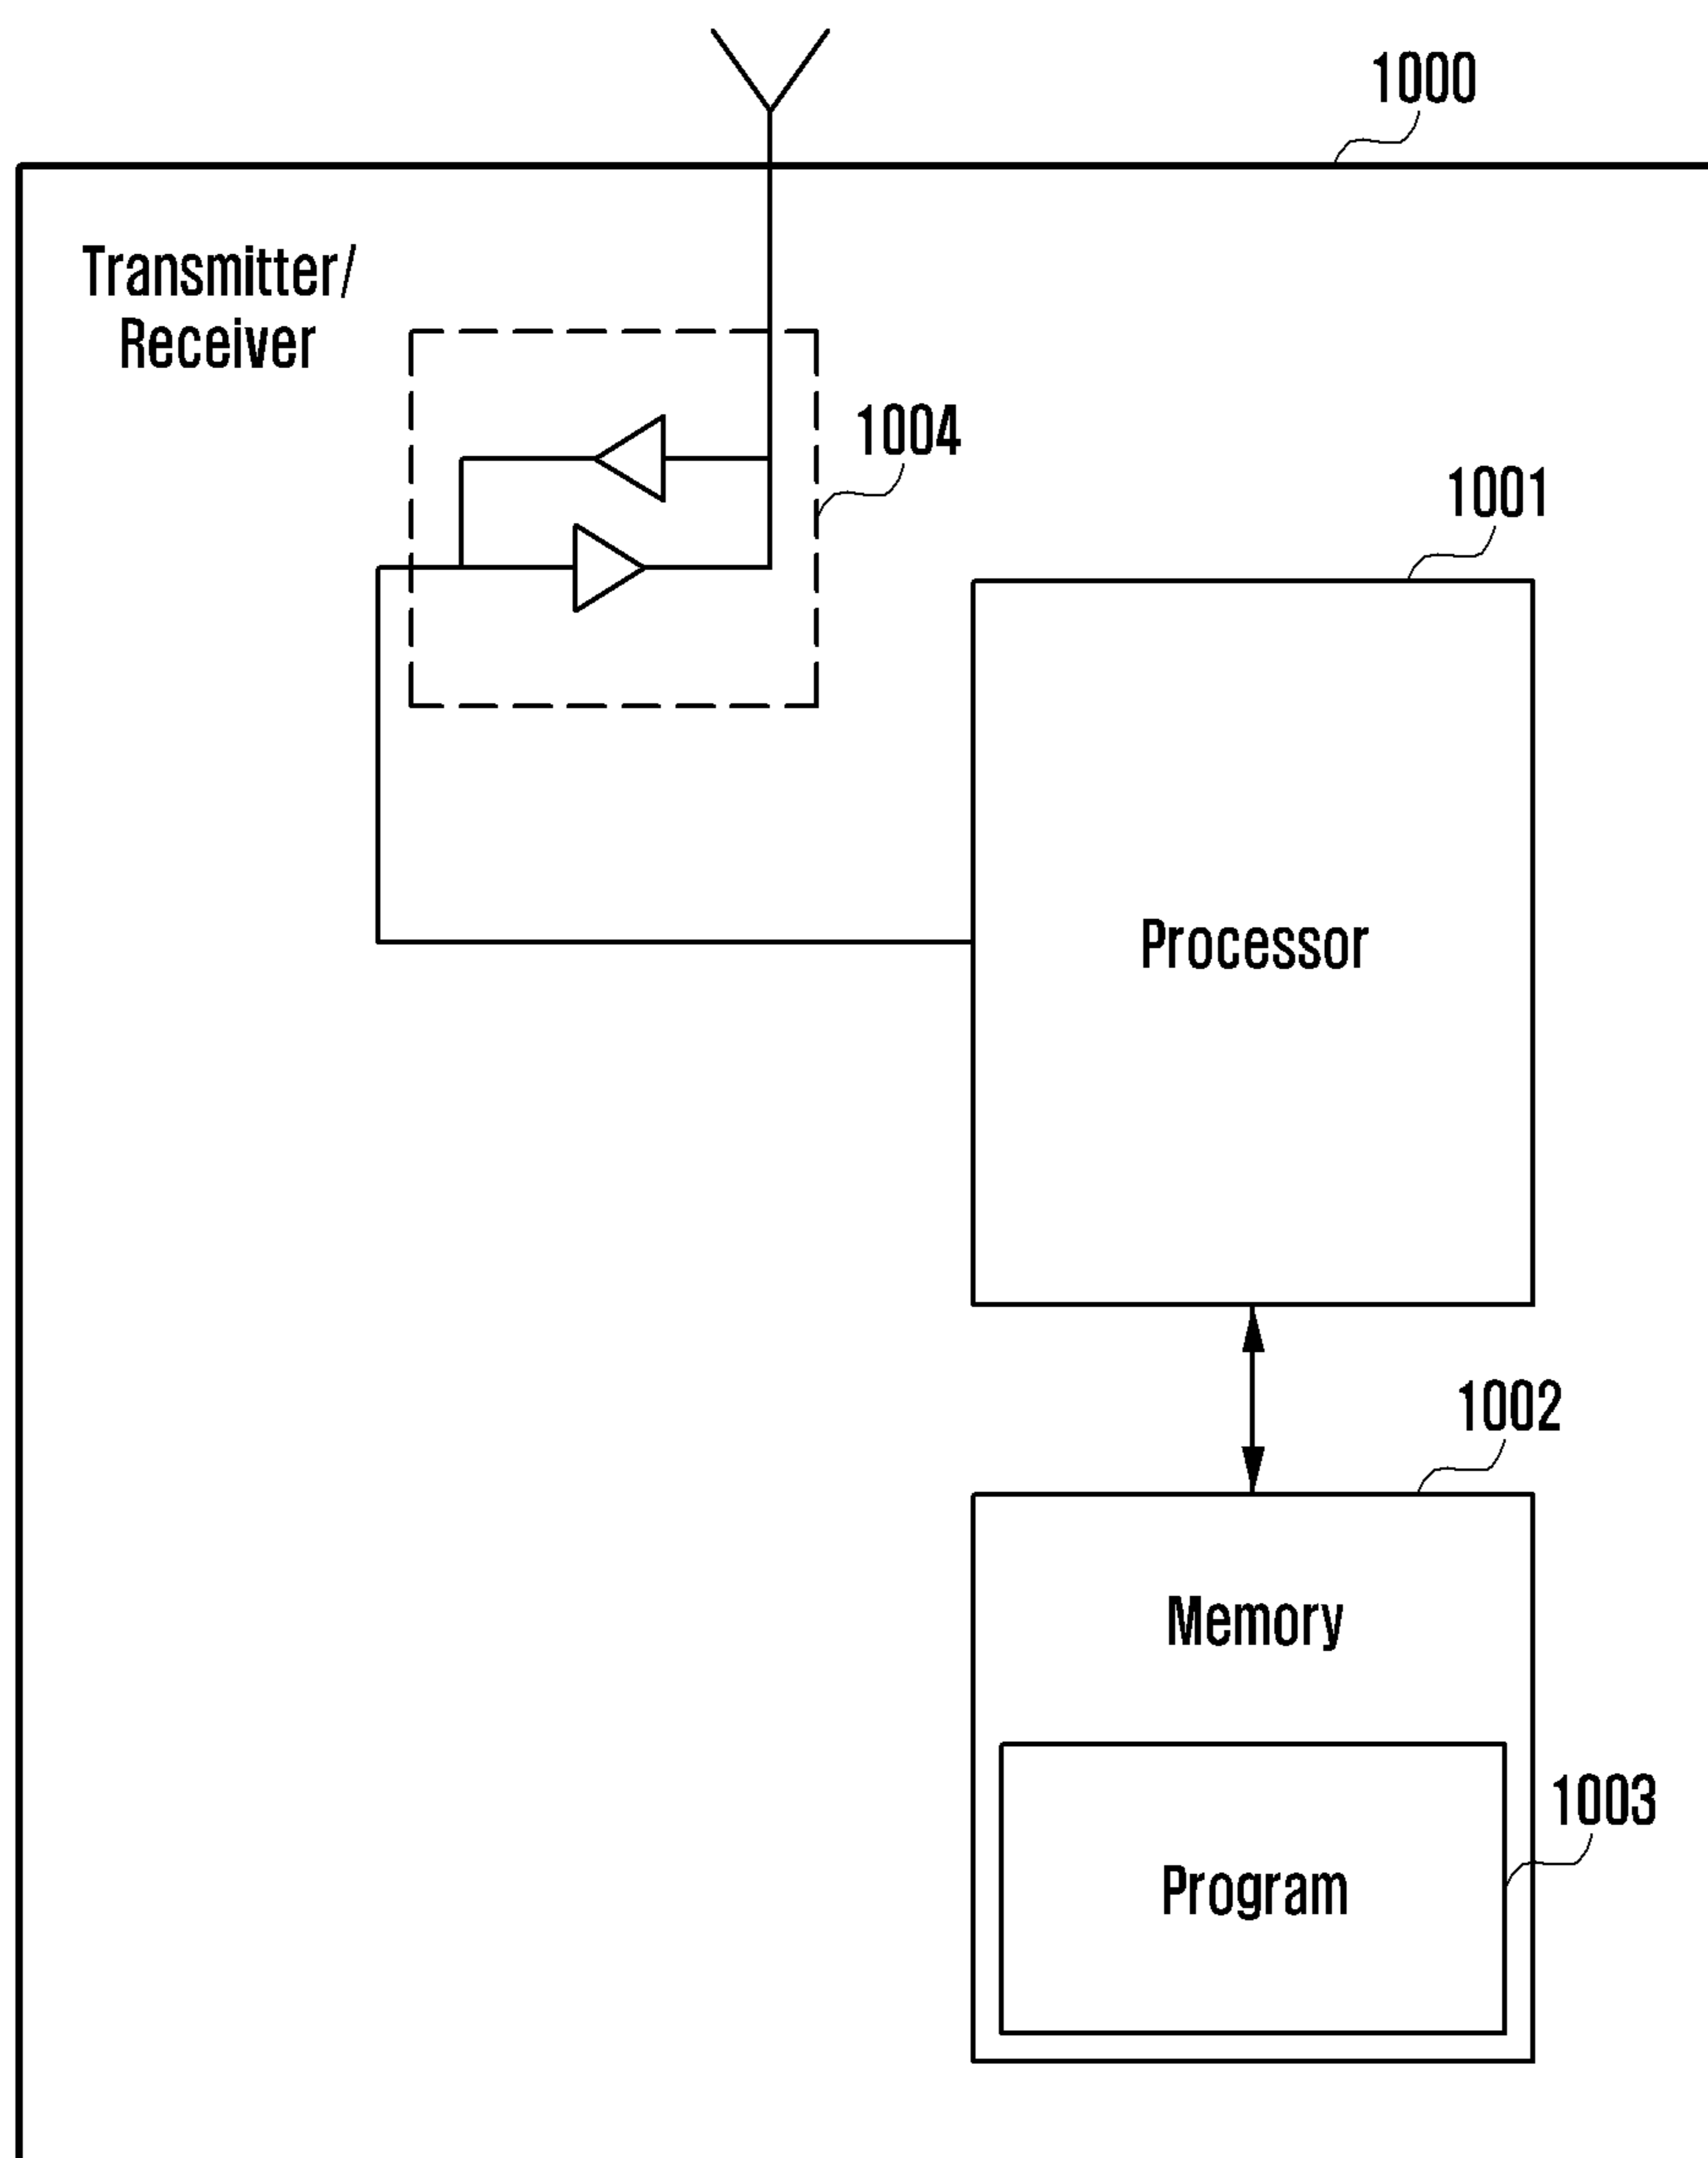 1000
Transmitter/
Receiver
1004
1001
Processor
1002
Memory
1003
Program